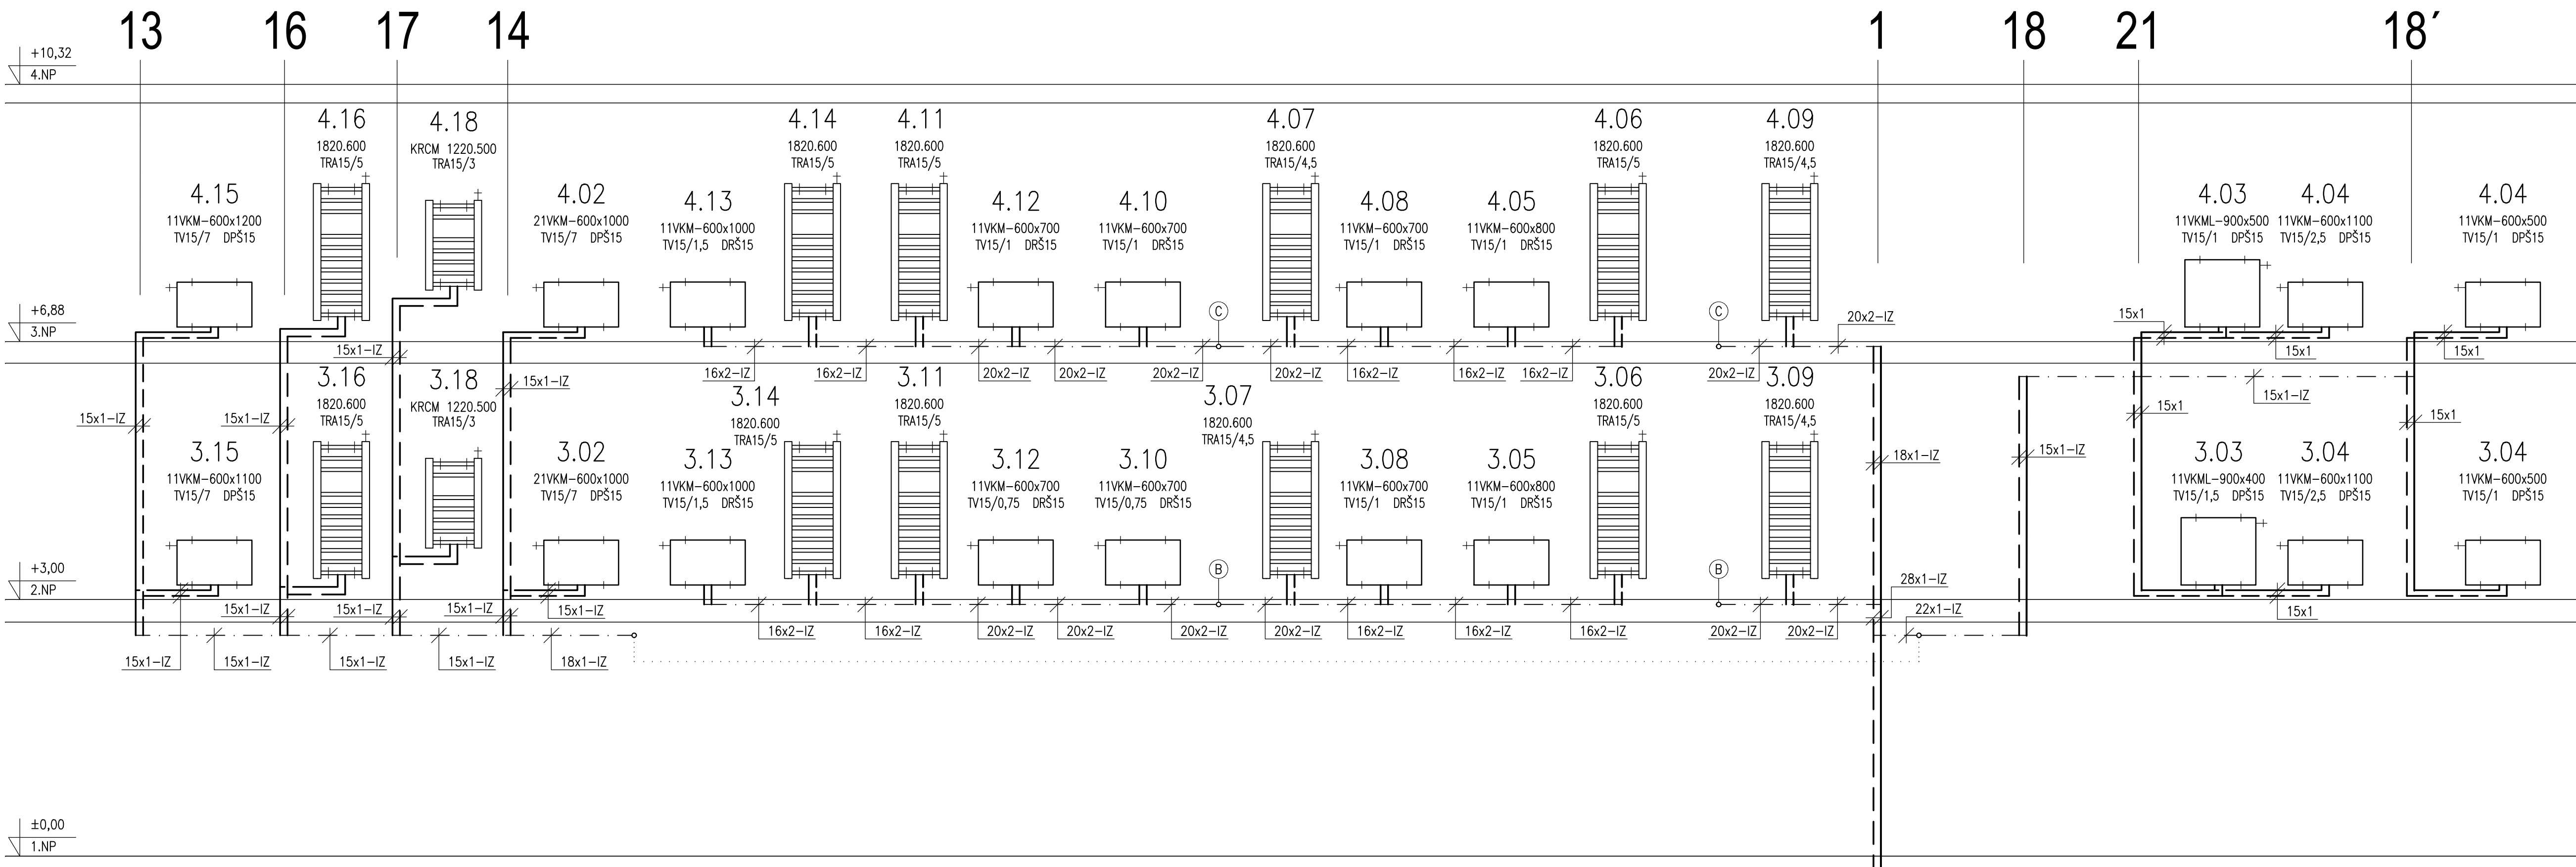 13 16 17 14 1 18 21 18´
+10,32
4.NP
4.16
1820.600
TRA15/5
4.18
KRCM 1220.500
TRA15/3
4.14
1820.600
TRA15/5
4.11
1820.600
TRA15/5
4.07
1820.600
TRA15/4,5
4.06
1820.600
TRA15/5
4.09
1820.600
TRA15/4,5
4.15
11VKM-600x1200
TV15/7 DPŠ15
4.02
21VKM-600x1000
TV15/7 DPŠ15
4.13
11VKM-600x1000
TV15/1,5 DRŠ15
4.12
11VKM-600x700
TV15/1 DRŠ15
4.10
11VKM-600x700
TV15/1 DRŠ15
4.08
11VKM-600x700
TV15/1 DRŠ15
4.05
11VKM-600x800
TV15/1 DRŠ15
4.03
11VKML-900x500
TV15/1 DPŠ15
4.04
11VKM-600x1100
TV15/2,5 DPŠ15
4.04
11VKM-600x500
TV15/1 DPŠ15
+6,88
3.NP
C
C
20x2-IZ
15x1
15x1
15x1
15x1-IZ
16x2-IZ 16x2-IZ 20x2-IZ 20x2-IZ 20x2-IZ 20x2-IZ 16x2-IZ 16x2-IZ 16x2-IZ 20x2-IZ
15x1-IZ
15x1-IZ
3.16
1820.600
TRA15/5
3.18
KRCM 1220.500
TRA15/3
3.14
1820.600
TRA15/5
3.11
1820.600
TRA15/5
3.07
1820.600
TRA15/4,5
3.06
1820.600
TRA15/5
3.09
1820.600
TRA15/4,5
15x1-IZ
15x1-IZ
15x1
15x1
18x1-IZ
15x1-IZ
3.15
11VKM-600x1100
TV15/7 DPŠ15
3.02
21VKM-600x1000
TV15/7 DPŠ15
3.13
11VKM-600x1000
TV15/1,5 DRŠ15
3.12
11VKM-600x700
TV15/0,75 DRŠ15
3.10
11VKM-600x700
TV15/0,75 DRŠ15
3.08
11VKM-600x700
TV15/1 DRŠ15
3.05
11VKM-600x800
TV15/1 DRŠ15
3.03
11VKML-900x400
TV15/1,5 DPŠ15
3.04
11VKM-600x1100
TV15/2,5 DPŠ15
3.04
11VKM-600x500
TV15/1 DPŠ15
+3,00
2.NP
B
B
28x1-IZ
22x1-IZ
15x1-IZ 15x1-IZ 15x1-IZ 15x1-IZ
15x1
16x2-IZ 16x2-IZ 20x2-IZ 20x2-IZ 20x2-IZ 20x2-IZ 16x2-IZ 16x2-IZ 16x2-IZ 20x2-IZ 20x2-IZ
15x1-IZ 15x1-IZ 15x1-IZ 15x1-IZ 18x1-IZ
±0,00
1.NP